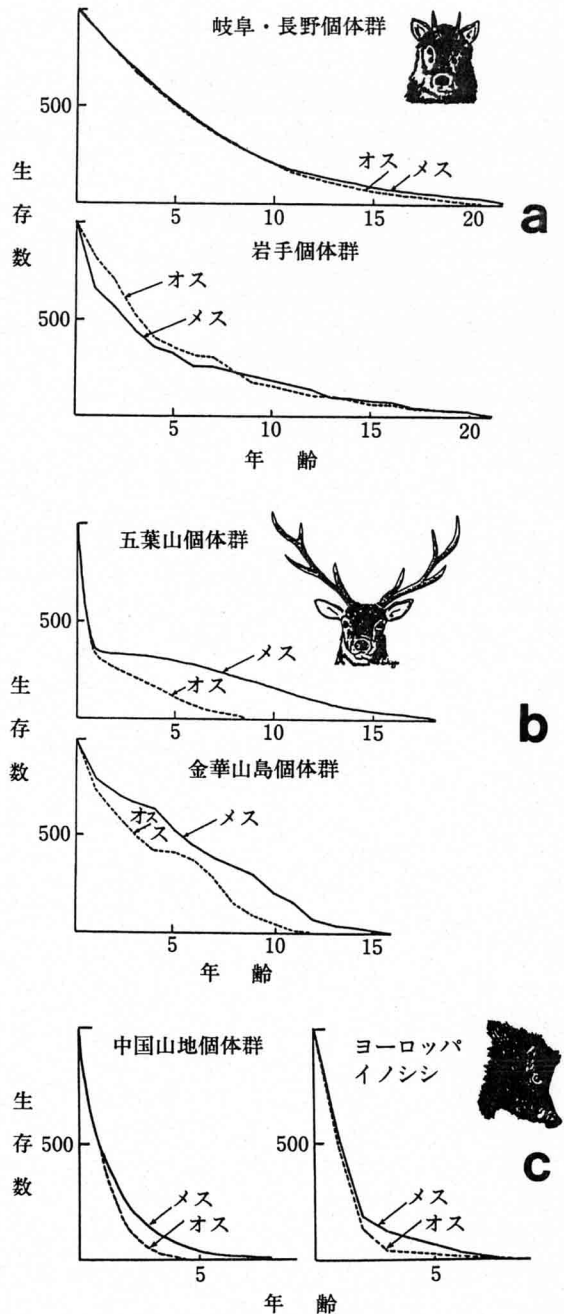 岐阜・長野個体群
500
生存数
オス
メス
5 10 15 20
a
岩手個体群
オス
メス
500
5 10 15 20
年齢
五葉山個体群
500
生存数
メス
オス
5 10 15
b
金華山島個体群
オス
ス
メス
500
5 10 15
年齢
中国山地個体群
ヨーロッパ
イノシシ
生存数
500
500
c
メス
オス
メス
オス
5
5
年齢